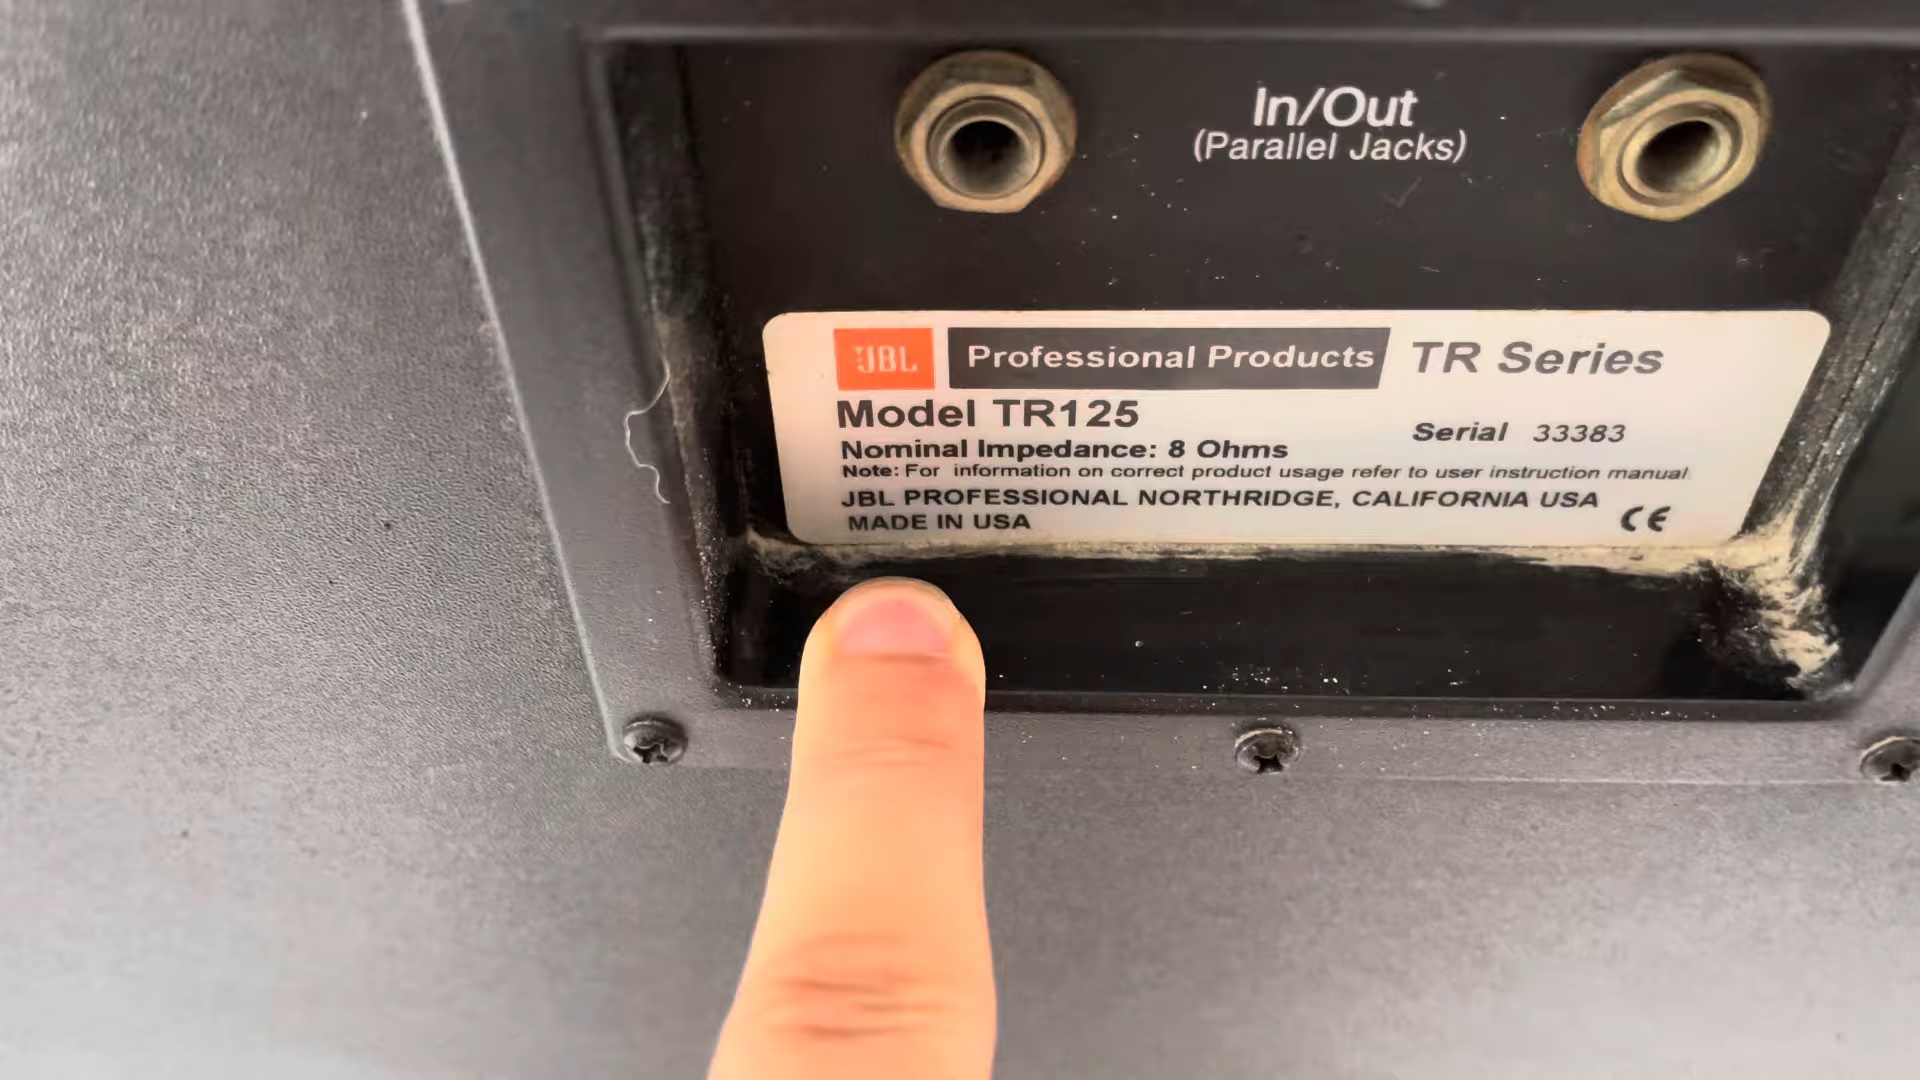 In/Out
(Parallel Jacks)
JBL Professional Products TR Series
Model TR125
Serial 33383
Nominal Impedance: 8 Ohms
Note: For information on correct product usage refer to user instruction manual
JBL PROFESSIONAL NORTHRIDGE, CALIFORNIA USA
MADE IN USA
CE